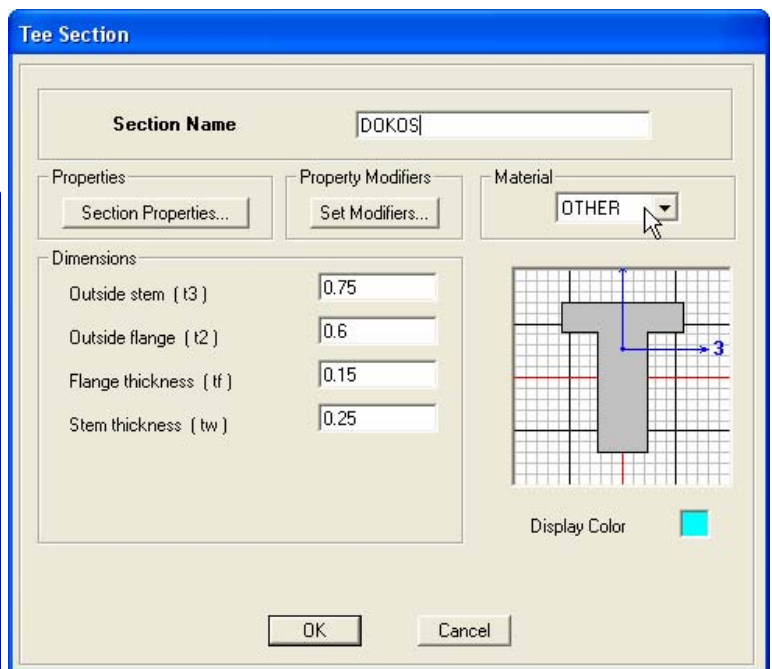 Tee Section
Section Name
DOKOS
Properties
Section Properties...
Property Modifiers
Set Modifiers...
Material
OTHER
Dimensions
Outside stem ( t3 )
0.75
Outside flange ( t2 )
0.6
Flange thickness ( tf )
0.15
Stem thickness ( tw )
0.25
3
Display Color
OK
Cancel